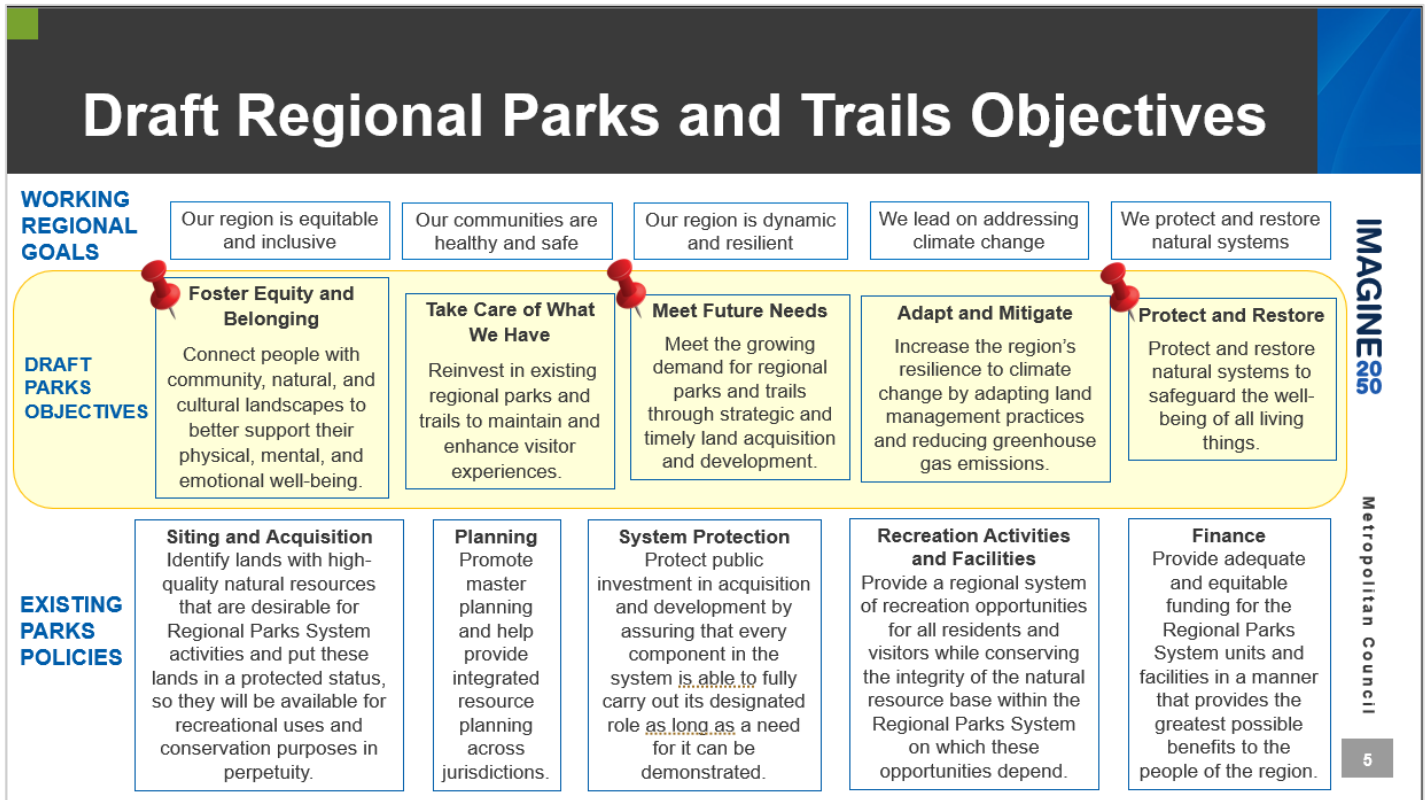 Draft Regional Parks and Trails Objectives
WORKING
REGIONAL
GOALS
Our region is equitable
and inclusive
Our communities are
healthy and safe
Our region is dynamic
and resilient
We lead on addressing
climate change
We protect and restore
natural systems
DRAFT
PARKS
OBJECTIVES
Foster Equity and
Belonging
Connect people with
community, natural, and
cultural landscapes to
better support their
physical, mental, and
emotional well-being.
Take Care of What
We Have
Reinvest in existing
regional parks and
trails to maintain and
enhance visitor
experiences.
Meet Future Needs
Meet the growing
demand for regional
parks and trails
through strategic and
timely land acquisition
and development.
Adapt and Mitigate
Increase the region's
resilience to climate
change by adapting land
management practices
and reducing greenhouse
gas emissions.
Protect and Restore
Protect and restore
natural systems to
safeguard the well-
being of all living
things.
EXISTING
PARKS
POLICIES
Siting and Acquisition
Identify lands with high-
quality natural resources
that are desirable for
Regional Parks System
activities and put these
lands in a protected status,
so they will be available for
recreational uses and
conservation purposes in
perpetuity.
Planning
Promote
master
planning
and help
provide
integrated
resource
planning
across
jurisdictions.
System Protection
Protect public
investment in acquisition
and development by
assuring that every
component in the
system is able to fully
carry out its designated
role as long as a need
for it can be
demonstrated.
Recreation Activities
and Facilities
Provide a regional system
of recreation opportunities
for all residents and
visitors while conserving
the integrity of the natural
resource base within the
Regional Parks System
on which these
opportunities depend.
Finance
Provide adequate
and equitable
funding for the
Regional Parks
System units and
facilities in a manner
that provides the
greatest possible
benefits to the
people of the region.
IMAGINE 2050
Metropolitan Council
5